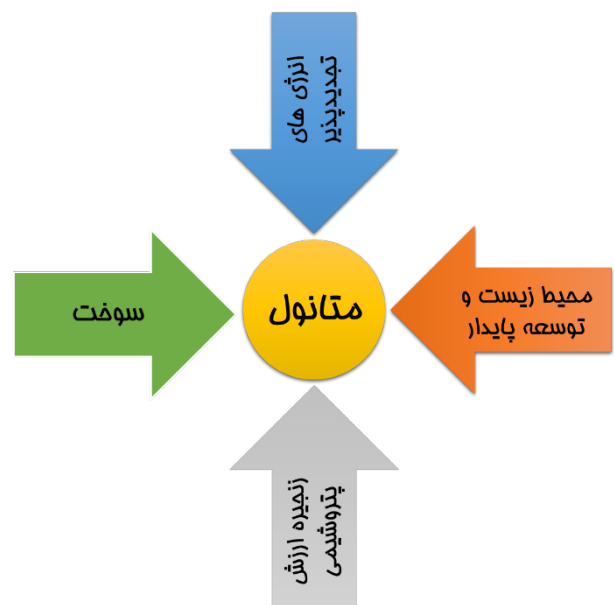 انرژی های
تجدیدپذیر
سوخت
متانول
محیط زیست و
توسعه پایدار
زنجیره ارزش
پتروشیمی